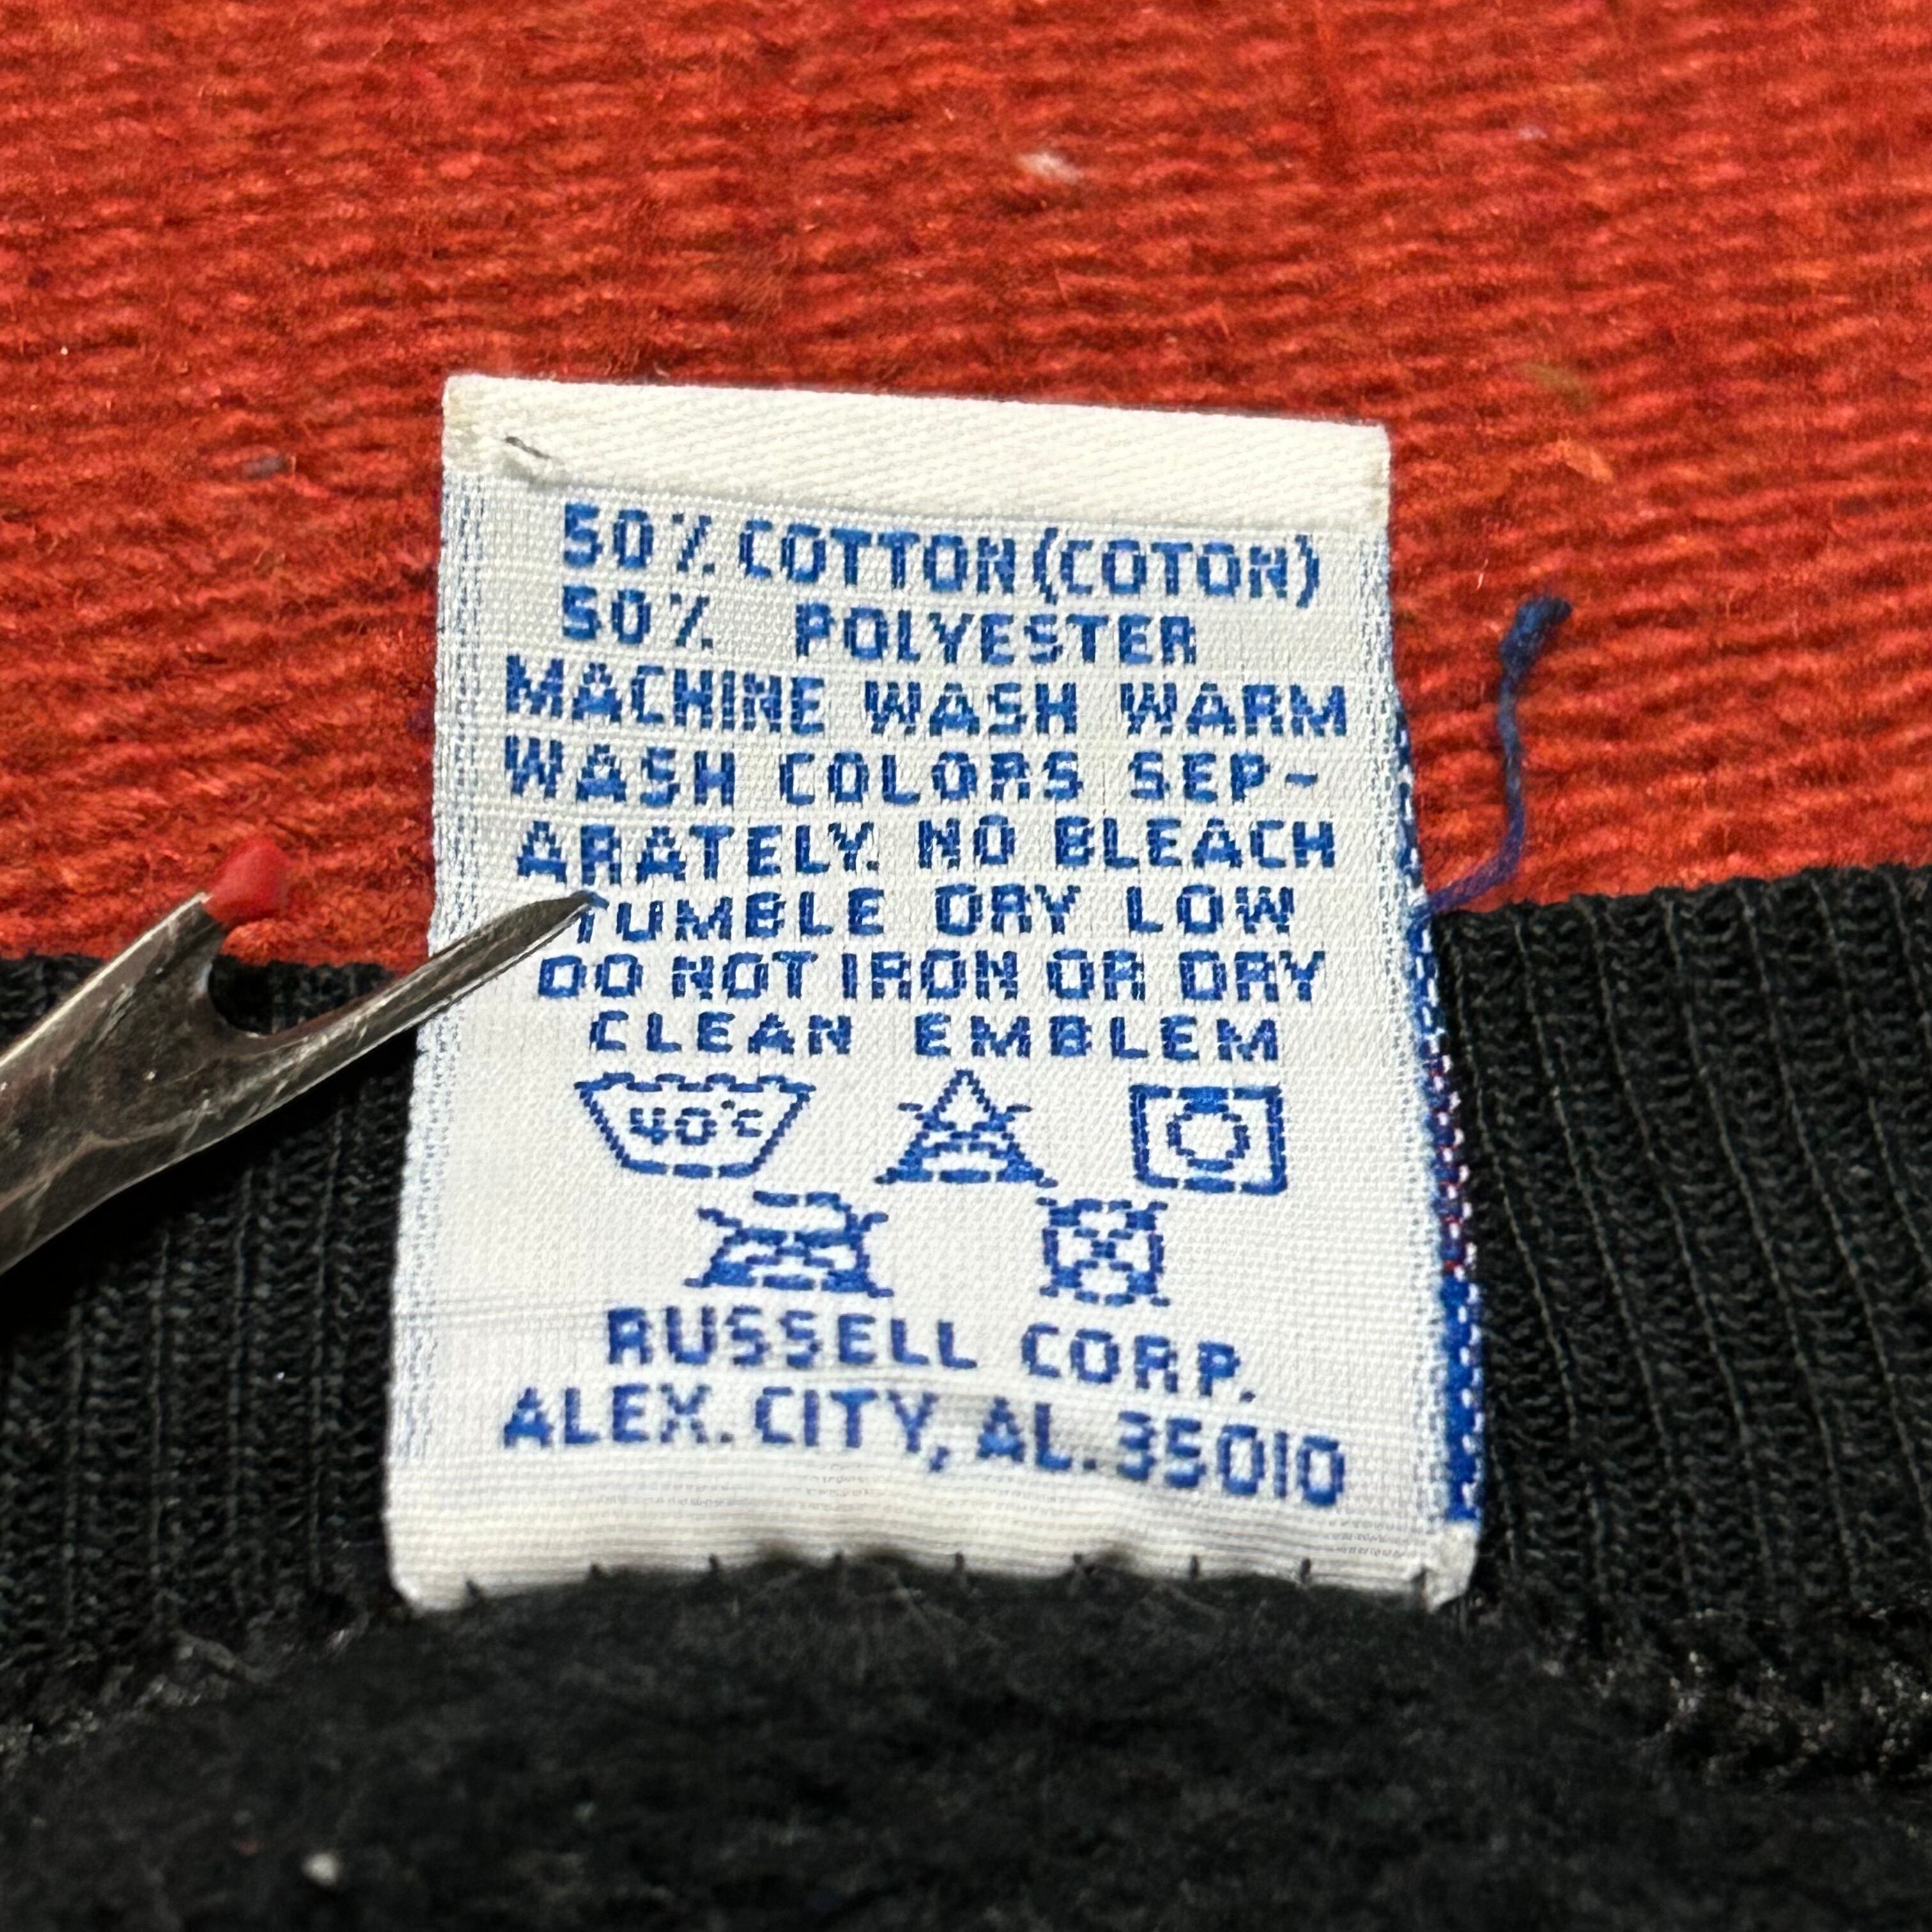 50% COTTON (COTON)
50% POLYESTER
MACHINE WASH WARM
WASH COLORS SEP-
ARATELY. NO BLEACH
TUMBLE DRY LOW
DO NOT IRON OR DRY
CLEAN EMBLEM
40°C
RUSSELL CORP.
ALEX. CITY, AL. 35010